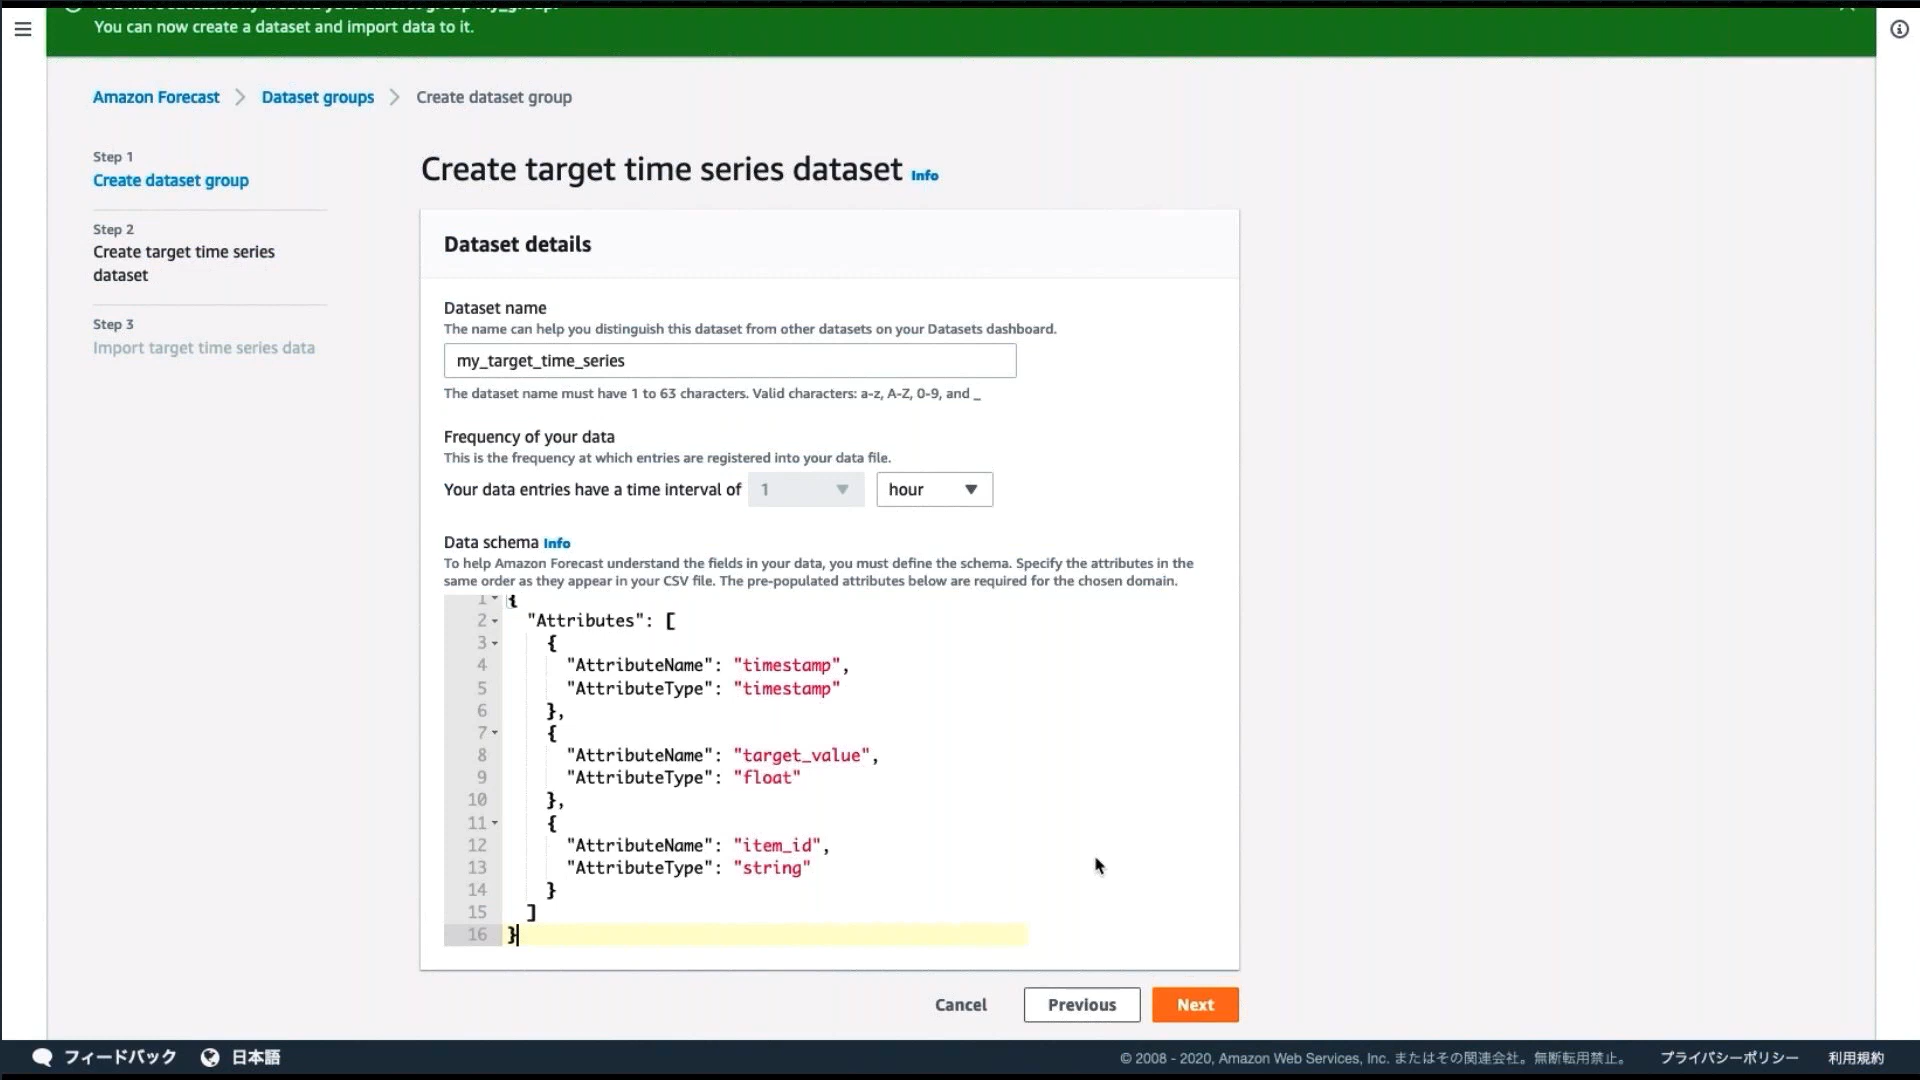 You can now create a dataset and import data to it.
Amazon Forecast > Dataset groups > Create dataset group
Step 1
Create dataset group
Step 2
Create target time series
dataset
Step 3
Import target time series data
Create target time series dataset Info
Dataset details
Dataset name
The name can help you distinguish this dataset from other datasets on your Datasets dashboard.
my_target_time_series
The dataset name must have 1 to 63 characters. Valid characters: a-z, A-Z, 0-9, and _
Frequency of your data
This is the frequency at which entries are registered into your data file.
Your data entries have a time interval of 1 hour
Data schema Info
To help Amazon Forecast understand the fields in your data, you must define the schema. Specify the attributes in the
same order as they appear in your CSV file. The pre-populated attributes below are required for the chosen domain.
1 {
2 "Attributes": [
3 {
4 "AttributeName": "timestamp",
5 "AttributeType": "timestamp"
6 },
7 {
8 "AttributeName": "target_value",
9 "AttributeType": "float"
10 },
11 {
12 "AttributeName": "item_id",
13 "AttributeType": "string"
14 }
15 ]
16 }
Cancel Previous Next
フィードバック 日本語 © 2008 - 2020, Amazon Web Services, Inc. またはその関連会社。無断転用禁止。 プライバシーポリシー 利用規約